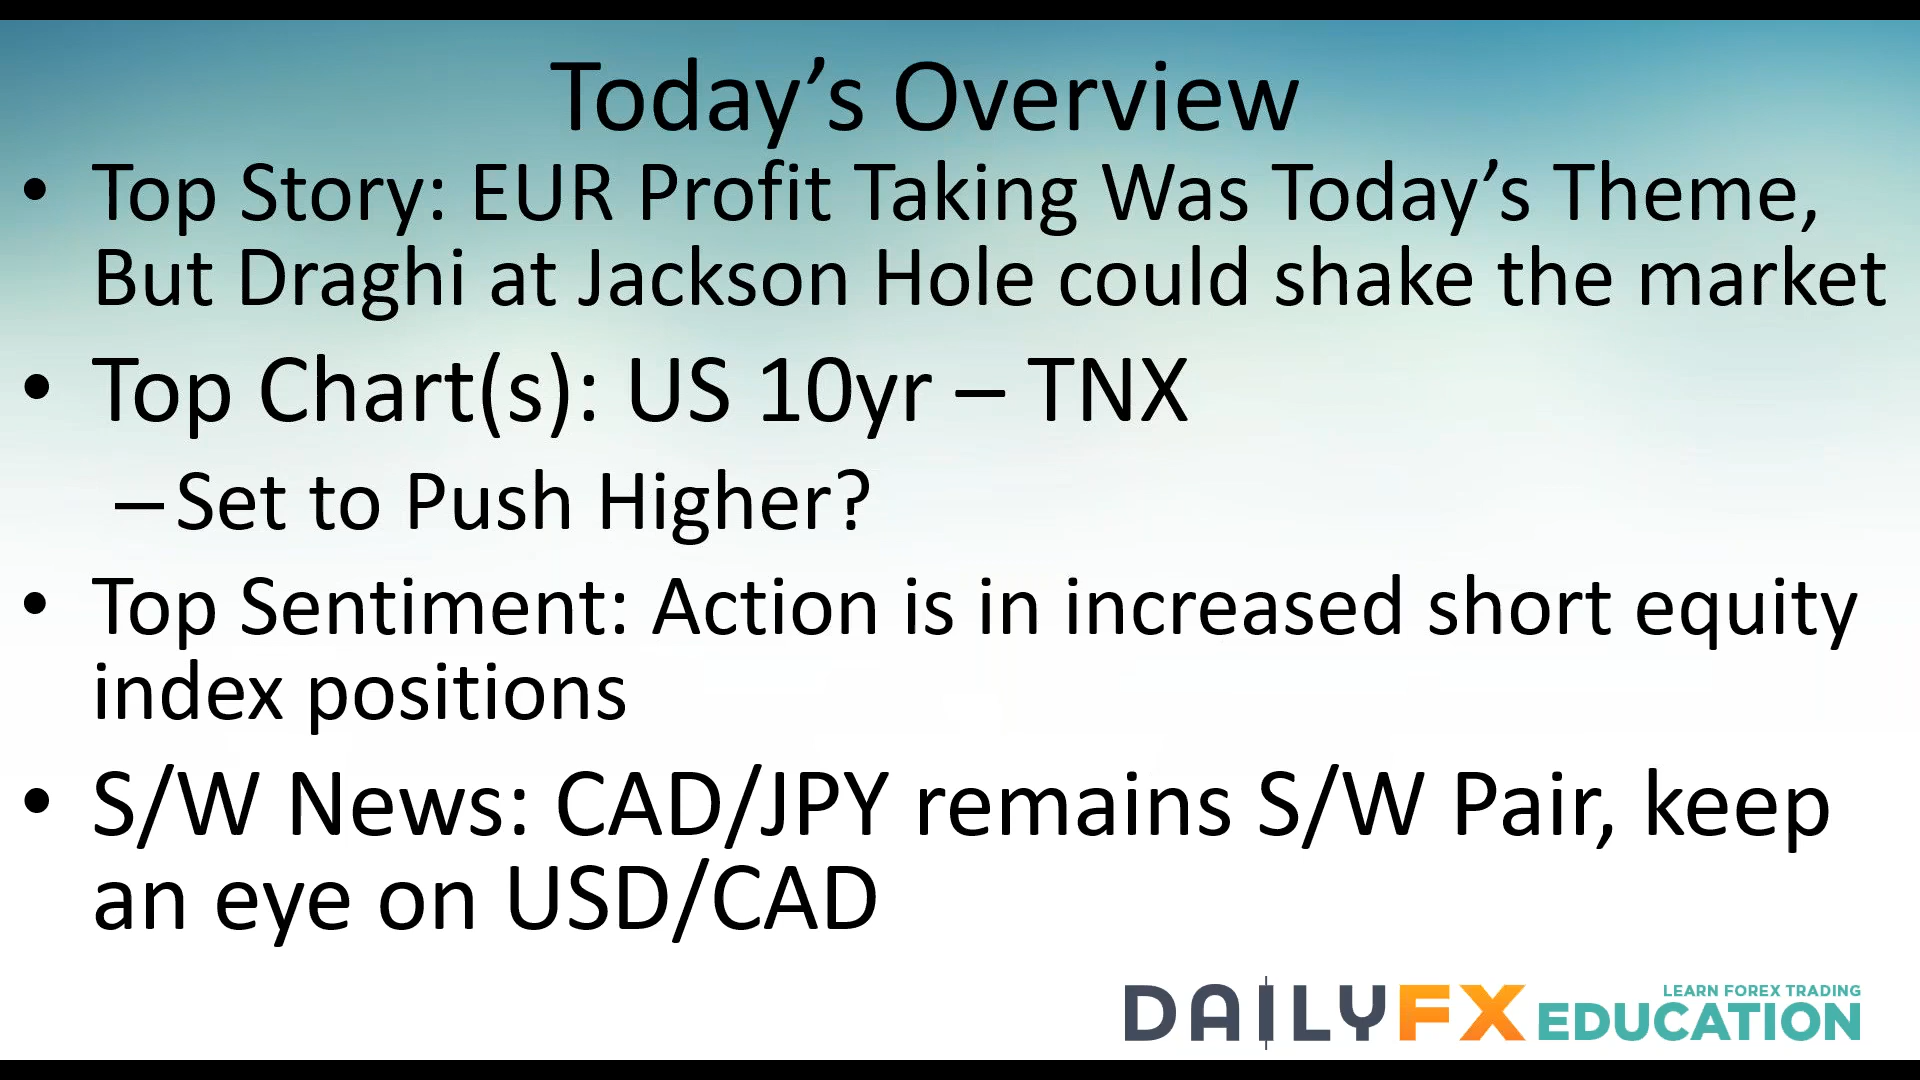 Today’s Overview
• Top Story: EUR Profit Taking Was Today’s Theme,
But Draghi at Jackson Hole could shake the market
• Top Chart(s): US 10yr – TNX
– Set to Push Higher?
• Top Sentiment: Action is in increased short equity
index positions
• S/W News: CAD/JPY remains S/W Pair, keep
an eye on USD/CAD
LEARN FOREX TRADING
DAILYFX EDUCATION